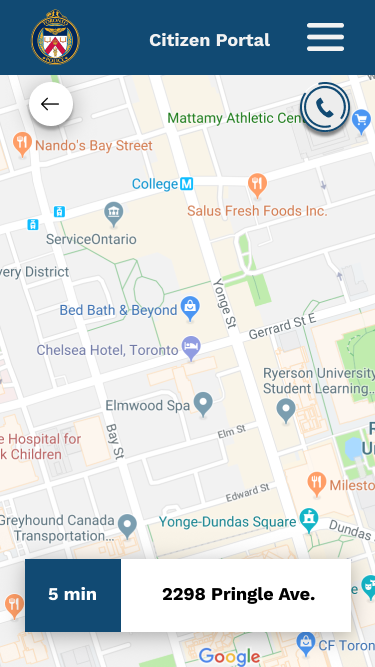 TORONTO
Citizen Portal
Mattamy Athletic Cen
Nando's Bay Street
College M
Salus Fresh Foods Inc.
ServiceOntario
very District
Yonge St
Bed Bath & Beyond
Gerrard St E
Chelsea Hotel, Toronto
Ryerson University
Student Learning...
Elmwood Spa
Bay St
Elm St
R
Un
e Hospital for
k Children
Milesto
Edward St
Greyhound Canada
Transportation...
Yonge-Dundas Square
Dundas
5 min
2298 Pringle Ave.
e
CF Toron
Google